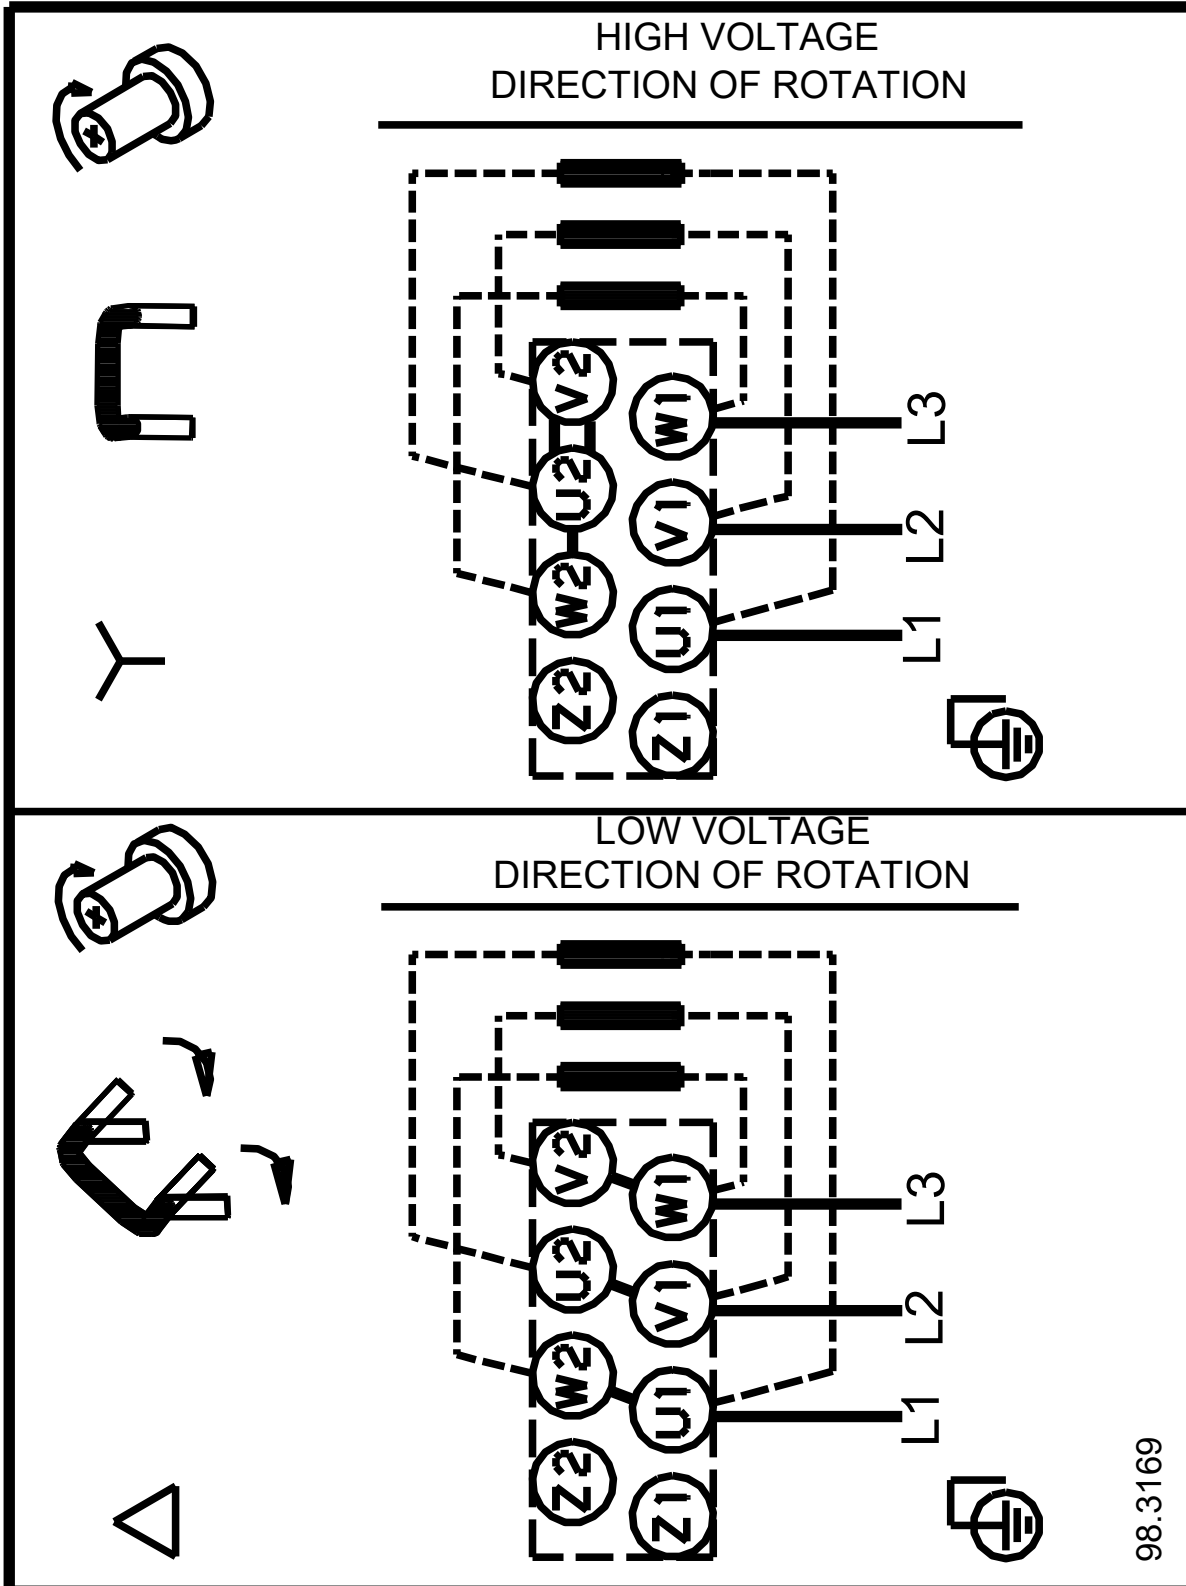 HIGH VOLTAGE
DIRECTION OF ROTATION
V2
W1
L3
U2
V1
L2
W2
U1
L1
Z2
Z1
LOW VOLTAGE
DIRECTION OF ROTATION
V2
W1
L3
U2
V1
L2
W2
U1
L1
Z2
Z1
98.3169